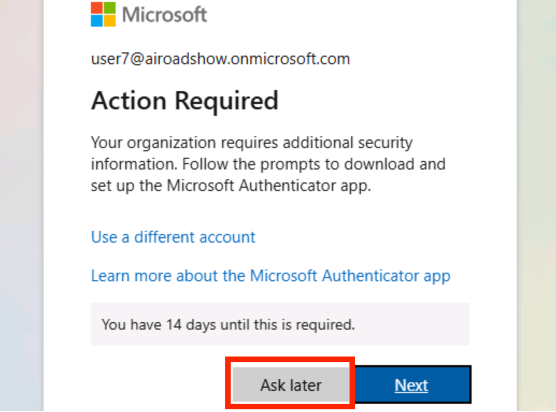 Microsoft
user7@airoadshow.onmicrosoft.com
Action Required
Your organization requires additional security
information. Follow the prompts to download and
set up the Microsoft Authenticator app.
Use a different account
Learn more about the Microsoft Authenticator app
You have 14 days until this is required.
Ask later
Next